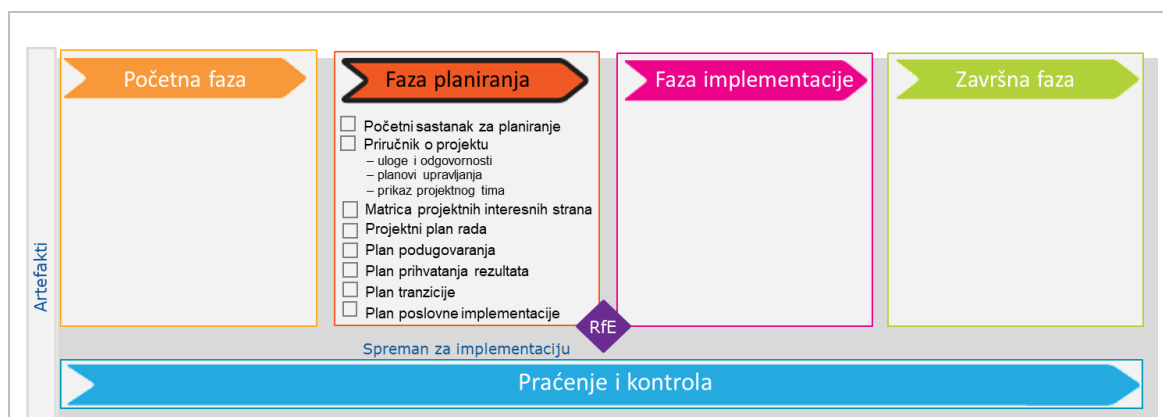 Artefakti
Početna faza
Faza planiranja
Početni sastanak za planiranje
Priručnik o projektu
– uloge i odgovornosti
– planovi upravljanja
– prikaz projektnog tima
Matrica projektnih interesnih strana
Projektni plan rada
Plan podugovaranja
Plan prihvatanja rezultata
Plan tranzicije
Plan poslovne implementacije
Faza implementacije
Završna faza
RfE
Spreman za implementaciju
Praćenje i kontrola